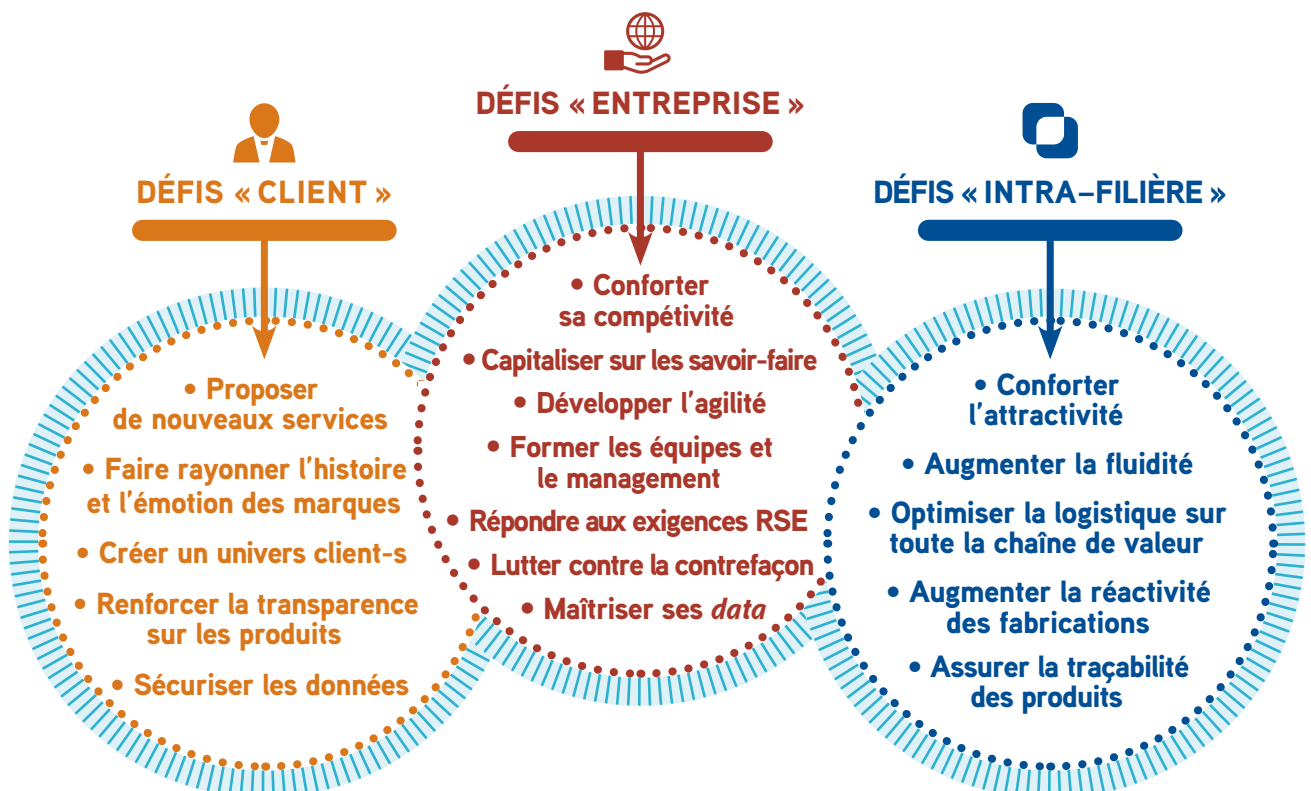 DÉFIS « CLIENT »
• Proposer
de nouveaux services
• Faire rayonner l'histoire
et l'émotion des marques
• Créer un univers client-s
• Renforcer la transparence
sur les produits
• Sécuriser les données
DÉFIS « ENTREPRISE »
• Conforter
sa compétivité
• Capitaliser sur les savoir-faire
• Développer l'agilité
• Former les équipes et
le management
• Répondre aux exigences RSE
• Lutter contre la contrefaçon
• Maîtriser ses data
DÉFIS « INTRA–FILIÈRE »
• Conforter
l'attractivité
• Augmenter la fluidité
• Optimiser la logistique sur
toute la chaîne de valeur
• Augmenter la réactivité
des fabrications
• Assurer la traçabilité
des produits